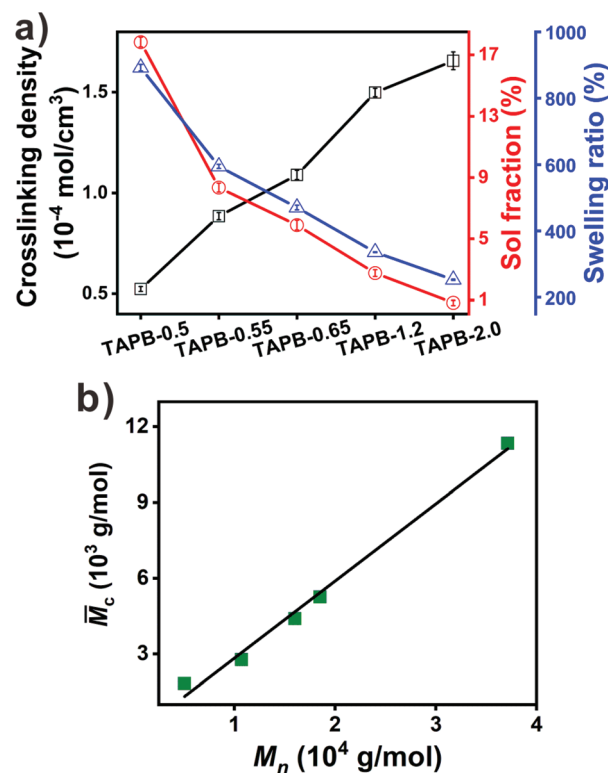 a)
Crosslinking density
(10⁻⁴ mol/cm³)
1.5
1.0
0.5
17
13
9
5
1
Sol fraction (%)
1000
800
600
400
200
Swelling ratio (%)
TAPB-0.5
TAPB-0.55
TAPB-0.65
TAPB-1.2
TAPB-2.0
b)
M̅c (10³ g/mol)
12
9
6
3
1
2
3
4
Mn (10⁴ g/mol)